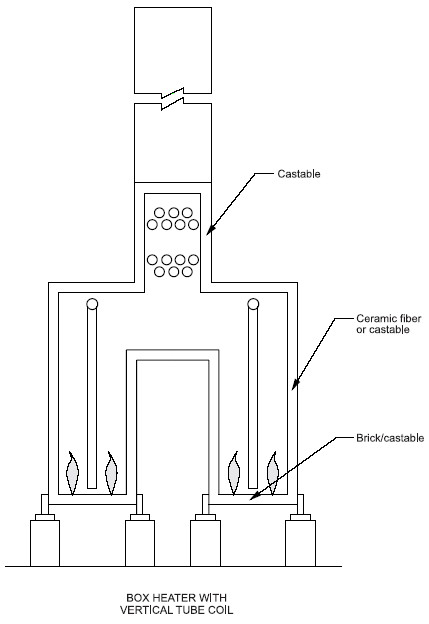 Castable
Ceramic fiber
or castable
Brick/castable
BOX HEATER WITH
VERTICAL TUBE COIL